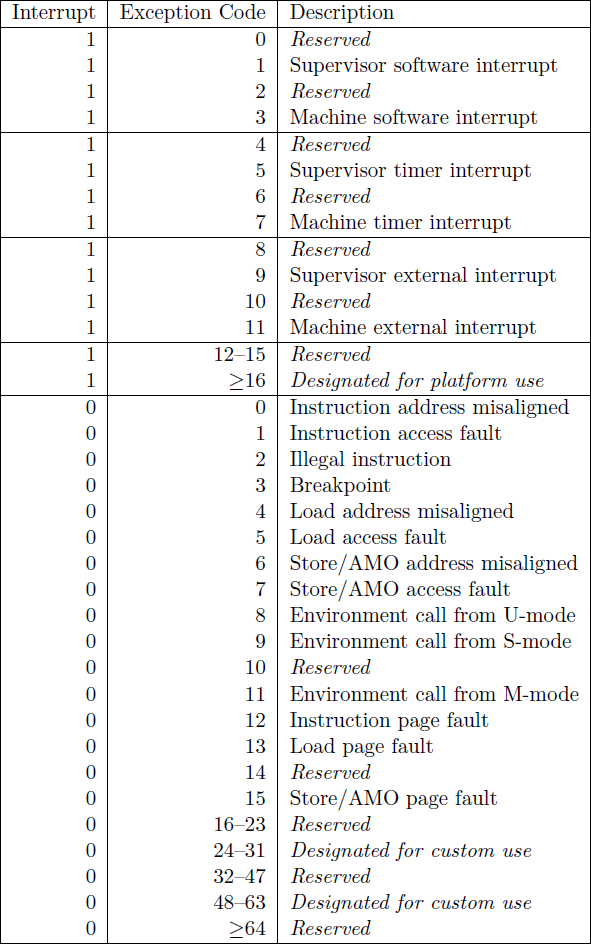 Interrupt Exception Code Description
1 0 Reserved
1 1 Supervisor software interrupt
1 2 Reserved
1 3 Machine software interrupt
1 4 Reserved
1 5 Supervisor timer interrupt
1 6 Reserved
1 7 Machine timer interrupt
1 8 Reserved
1 9 Supervisor external interrupt
1 10 Reserved
1 11 Machine external interrupt
1 12–15 Reserved
1 ≥16 Designated for platform use
0 0 Instruction address misaligned
0 1 Instruction access fault
0 2 Illegal instruction
0 3 Breakpoint
0 4 Load address misaligned
0 5 Load access fault
0 6 Store/AMO address misaligned
0 7 Store/AMO access fault
0 8 Environment call from U-mode
0 9 Environment call from S-mode
0 10 Reserved
0 11 Environment call from M-mode
0 12 Instruction page fault
0 13 Load page fault
0 14 Reserved
0 15 Store/AMO page fault
0 16–23 Reserved
0 24–31 Designated for custom use
0 32–47 Reserved
0 48–63 Designated for custom use
0 ≥64 Reserved